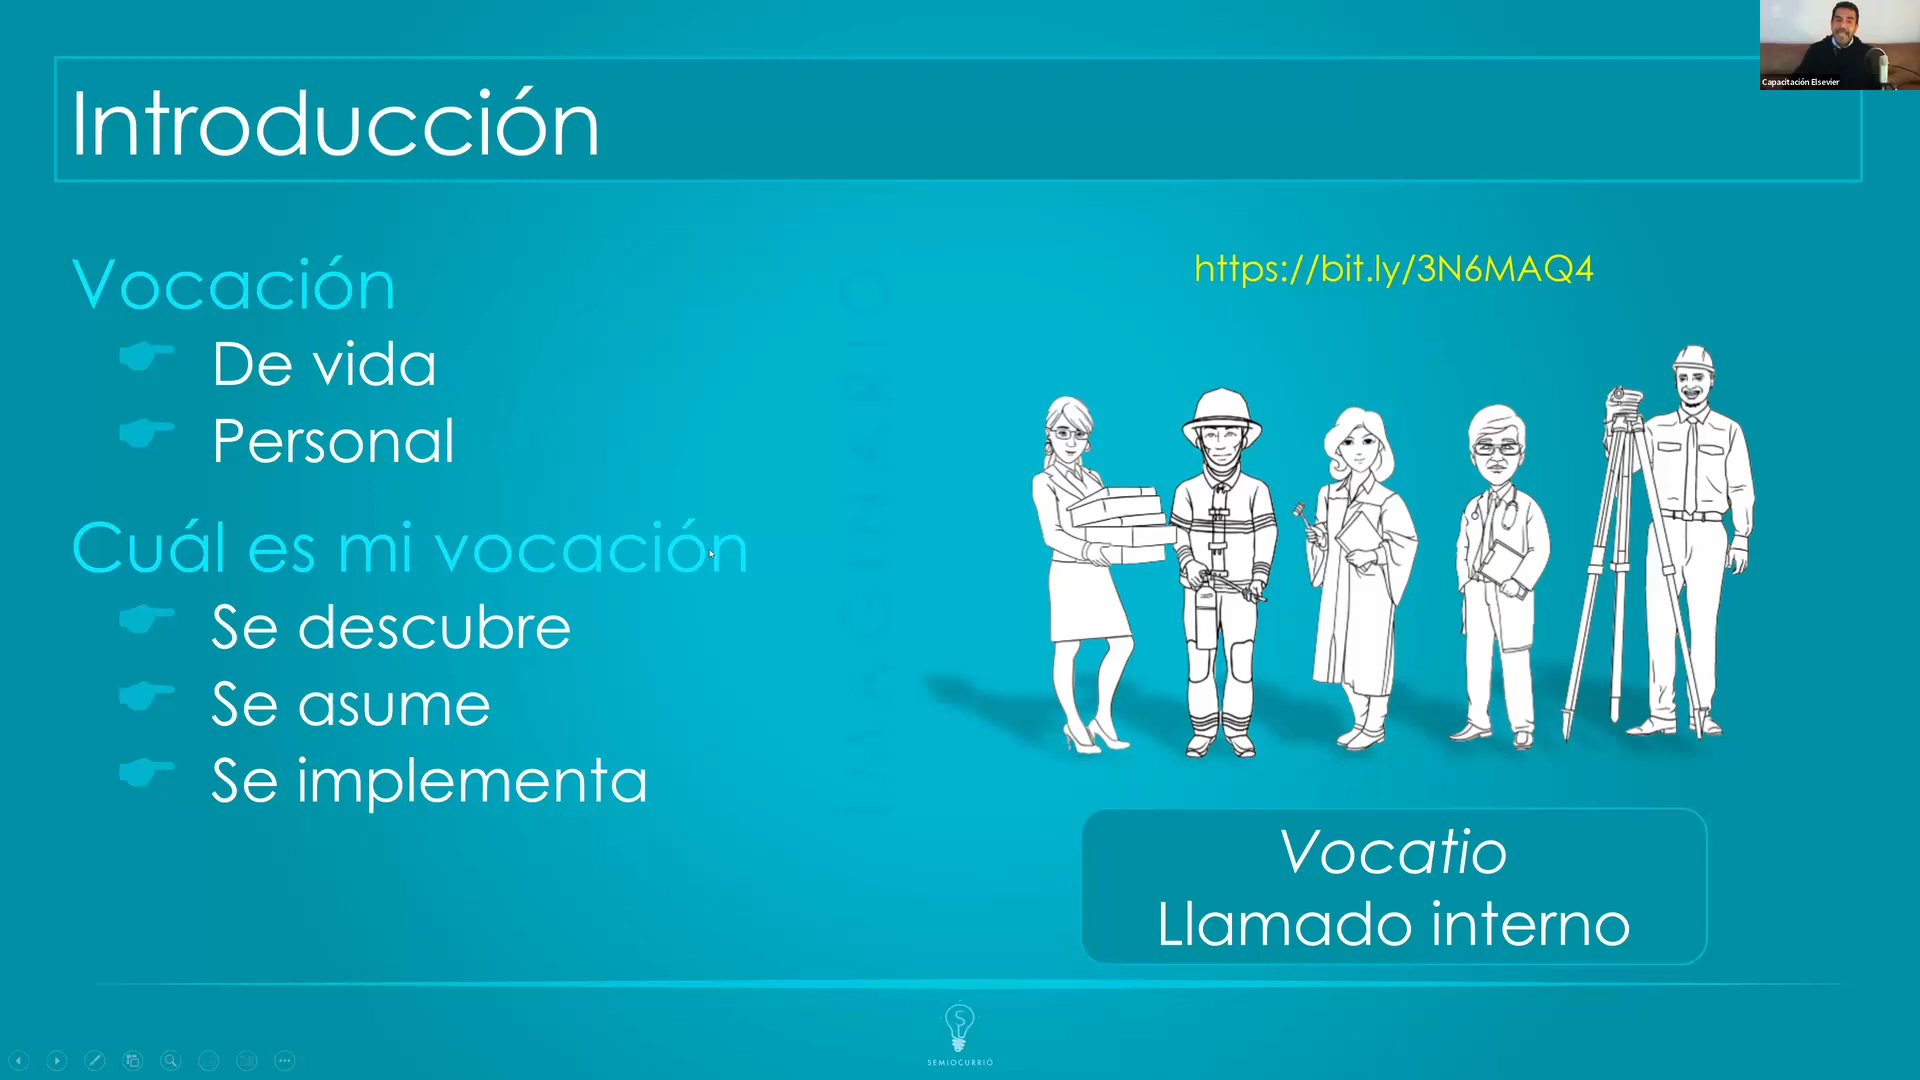 Capacitación Elsevier
Introducción
Vocación
De vida
Personal
Cuál es mi vocación
Se descubre
Se asume
Se implementa
https://bit.ly/3N6MAQ4
IMAGINARIO
Vocatio
Llamado interno
SEMIOCURRIÓ